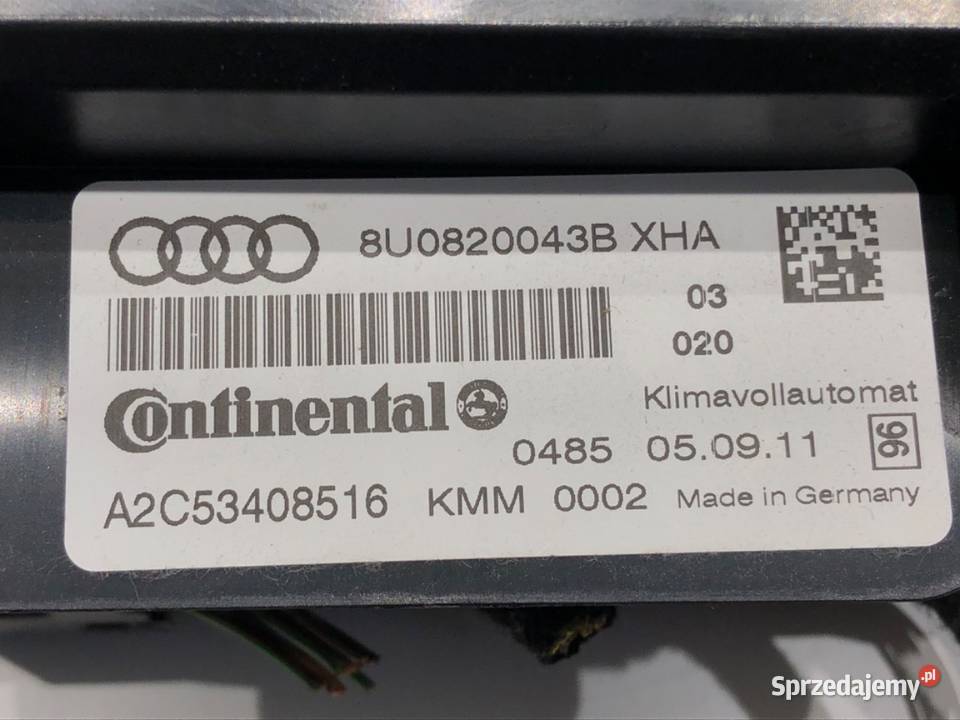 8U0820043B XHA
03
020
Continental
Klimavollautomat
0485 05.09.11
96
A2C53408516 KMM 0002 Made in Germany
Sprzedajemy.pl